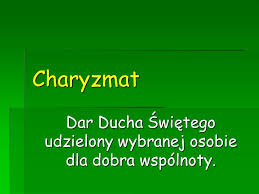 Charyzmat
Dar Ducha Świętego
udzielony wybranej osobie
dla dobra wspólnoty.